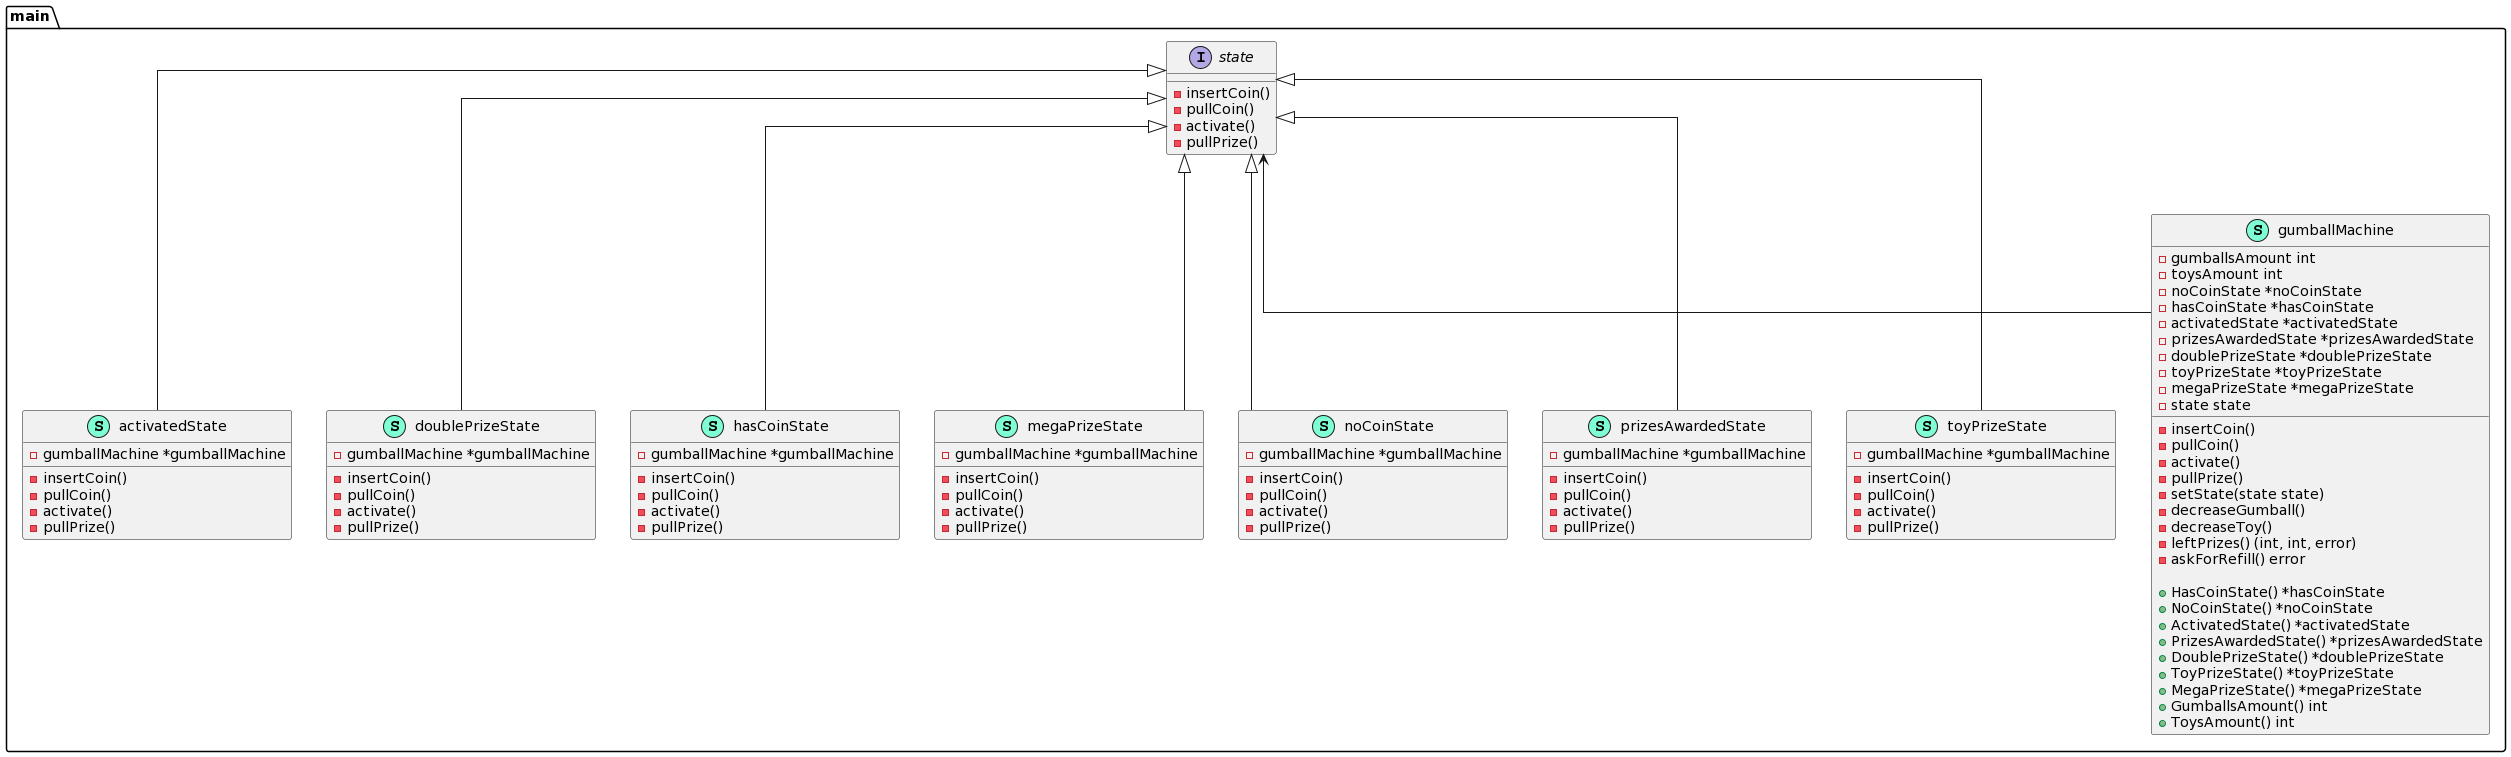 main
I state
insertCoin()
pullCoin()
activate()
pullPrize()
S activatedState
gumballMachine *gumballMachine
insertCoin()
pullCoin()
activate()
pullPrize()
S doublePrizeState
gumballMachine *gumballMachine
insertCoin()
pullCoin()
activate()
pullPrize()
S hasCoinState
gumballMachine *gumballMachine
insertCoin()
pullCoin()
activate()
pullPrize()
S megaPrizeState
gumballMachine *gumballMachine
insertCoin()
pullCoin()
activate()
pullPrize()
S noCoinState
gumballMachine *gumballMachine
insertCoin()
pullCoin()
activate()
pullPrize()
S prizesAwardedState
gumballMachine *gumballMachine
insertCoin()
pullCoin()
activate()
pullPrize()
S toyPrizeState
gumballMachine *gumballMachine
insertCoin()
pullCoin()
activate()
pullPrize()
S gumballMachine
gumballsAmount int
toysAmount int
noCoinState *noCoinState
hasCoinState *hasCoinState
activatedState *activatedState
prizesAwardedState *prizesAwardedState
doublePrizeState *doublePrizeState
toyPrizeState *toyPrizeState
megaPrizeState *megaPrizeState
state state
insertCoin()
pullCoin()
activate()
pullPrize()
setState(state state)
decreaseGumball()
decreaseToy()
leftPrizes() (int, int, error)
askForRefill() error
HasCoinState() *hasCoinState
NoCoinState() *noCoinState
ActivatedState() *activatedState
PrizesAwardedState() *prizesAwardedState
DoublePrizeState() *doublePrizeState
ToyPrizeState() *toyPrizeState
MegaPrizeState() *megaPrizeState
GumballsAmount() int
ToysAmount() int